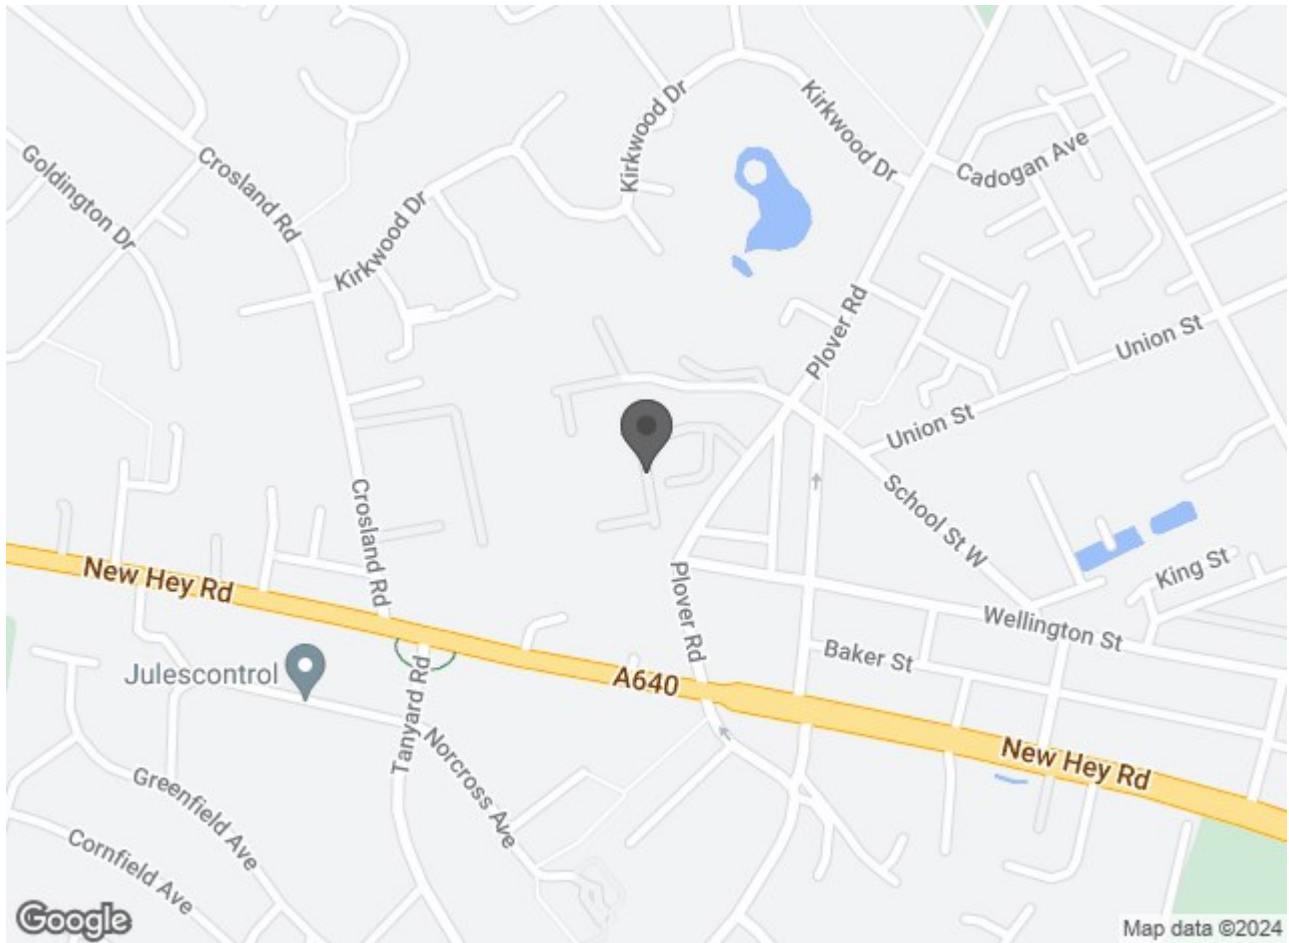 Kirkwood Dr
Kirkwood Dr
Cadogan Ave
Goldington Dr
Crosland Rd
Kirkwood Dr
Plover Rd
Union St
Union St
Crosland Rd
School St W
New Hey Rd
King St
Plover Rd
Wellington St
Baker St
Julescontrol
A640
Tanyard Rd
Norcross Ave
New Hey Rd
Greenfield Ave
Cornfield Ave
Google
Map data ©2024